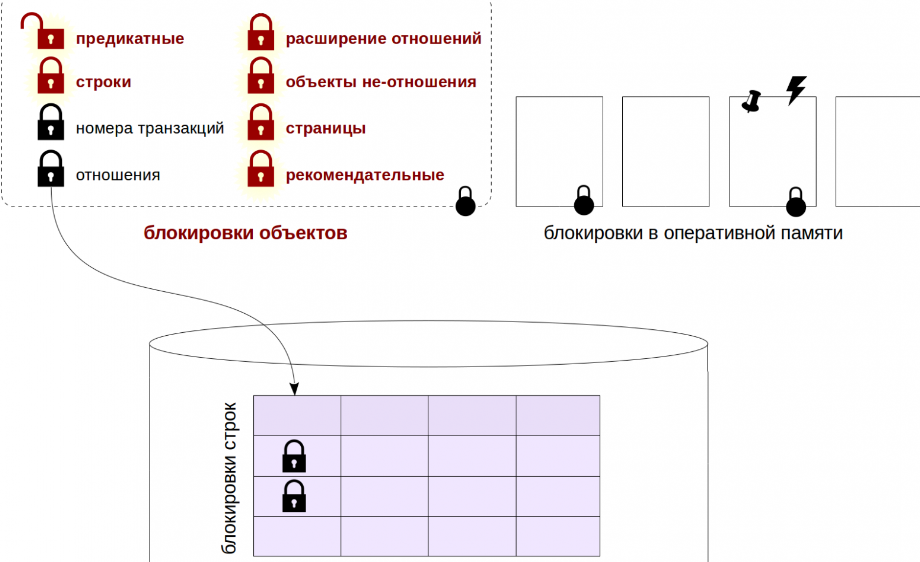 предикатные
строки
номера транзакций
отношения
расширение отношений
объекты не-отношения
страницы
рекомендательные
блокировки объектов
блокировки в оперативной памяти
блокировки строк